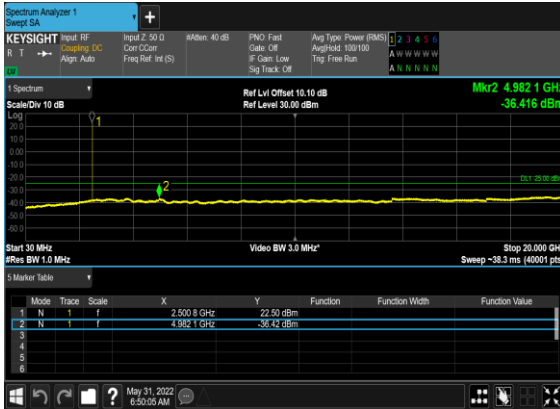 Spectrum Analyzer 1
Swept SA
+
KEYSIGHT Input: RF Input Z: 50 Ω #Atten: 40 dB PNO: Fast Avg Type: Power (RMS) 1 2 3 4 5 6
R T Coupling: DC Corr CCorr Gate: Off Avg|Hold: 100/100 A W W W W W
Align: Auto Freq Ref: Int (S) IF Gain: Low Trig: Free Run
Sig Track: Off A N N N N N
1 Spectrum Ref Lvl Offset 10.10 dB Mkr2 4.982 1 GHz
Scale/Div 10 dB Ref Level 30.00 dBm -36.416 dBm
Log
20.0
10.0
0.00
-10.0
-20.0
-30.0
-40.0
-50.0
-60.0
1
2
Start 30 MHz Video BW 3.0 MHz* Stop 20.000 GH
#Res BW 1.0 MHz Sweep ~38.3 ms (40001 pts
5 Marker Table
Mode Trace Scale X Y Function Function Width Function Value
1 N 1 f 2.500 8 GHz 22.50 dBm
2 N 1 f 4.982 1 GHz -36.42 dBm
3
4
5
6
? May 31, 2022
6:50:05 AM